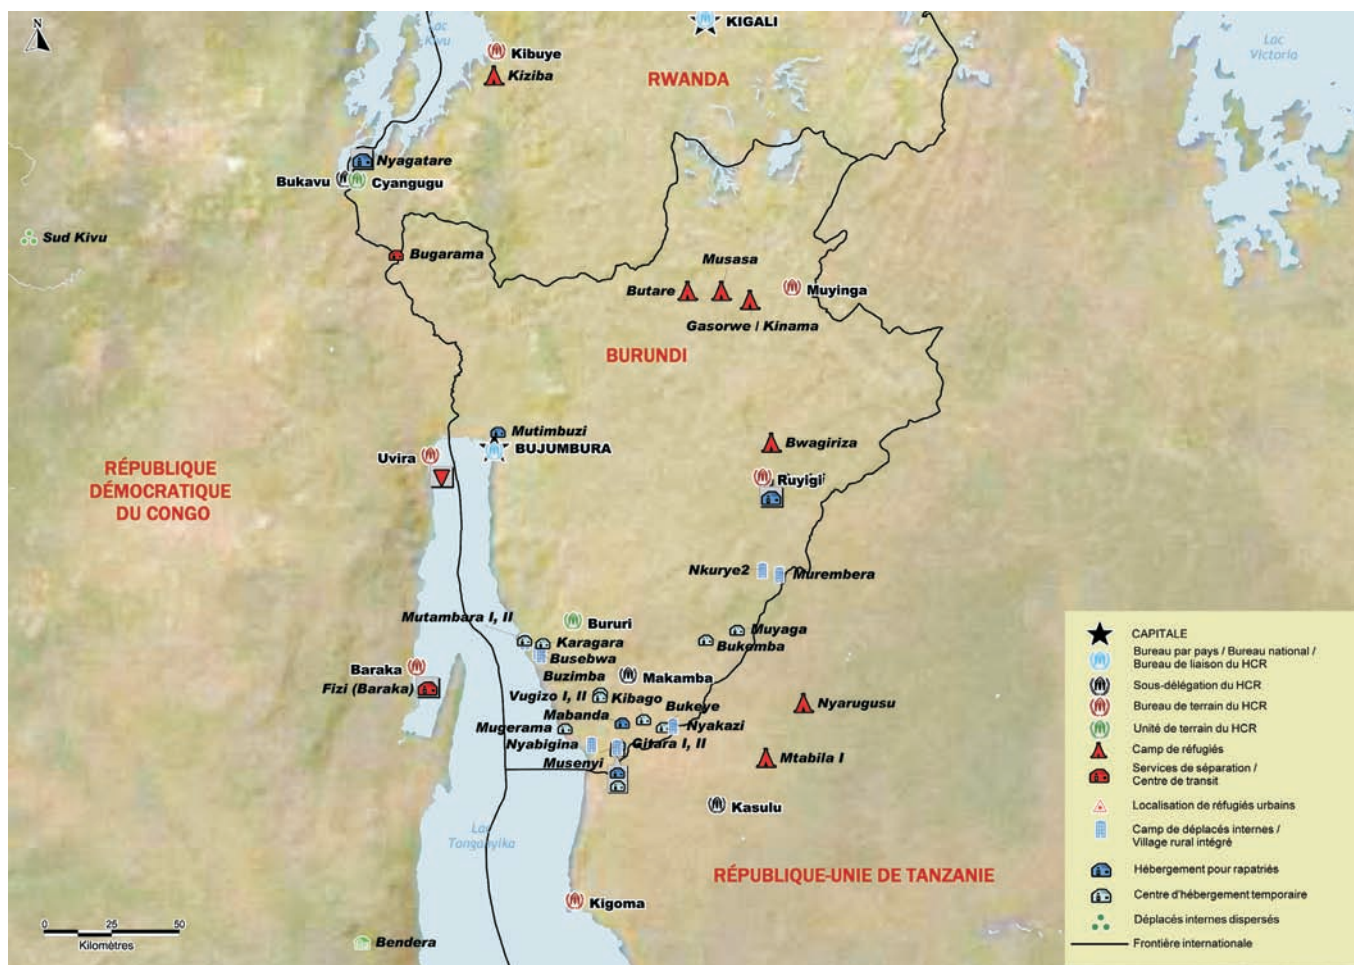 N
Lac
Kivu
KIGALI
Kibuye
Kiziba
RWANDA
Lac
Victoria
Nyagatare
Bukavu
Cyangugu
Sud Kivu
Bugarama
Musasa
Butare
Muyinga
Gasorwe / Kinama
BURUNDI
Mutimbuzi
BUJUMBURA
Uvira
Bwagiriza
Ruyigi
RÉPUBLIQUE
DÉMOCRATIQUE
DU CONGO
Nkurye2
Murembera
Mutambara I, II
Bururi
Muyaga
Karagara
Bukemba
Busebwa
Baraka
Buzimba
Makamba
Fizi (Baraka)
Vugizo I, II
Kibago
Bukeye
Nyarugusu
Mabanda
Mugerama
Nyakazi
Nyabigina
Gitara I, II
Musenyi
Mtabila I
Kasulu
Lac
Tanganyika
RÉPUBLIQUE-UNIE DE TANZANIE
Kigoma
Bendera
0 25 50
Kilomètres
CAPITALE
Bureau par pays / Bureau national /
Bureau de liaison du HCR
Sous-délégation du HCR
Bureau de terrain du HCR
Unité de terrain du HCR
Camp de réfugiés
Services de séparation /
Centre de transit
Localisation de réfugiés urbains
Camp de déplacés internes /
Village rural intégré
Hébergement pour rapatriés
Centre d'hébergement temporaire
Déplacés internes dispersés
Frontière internationale